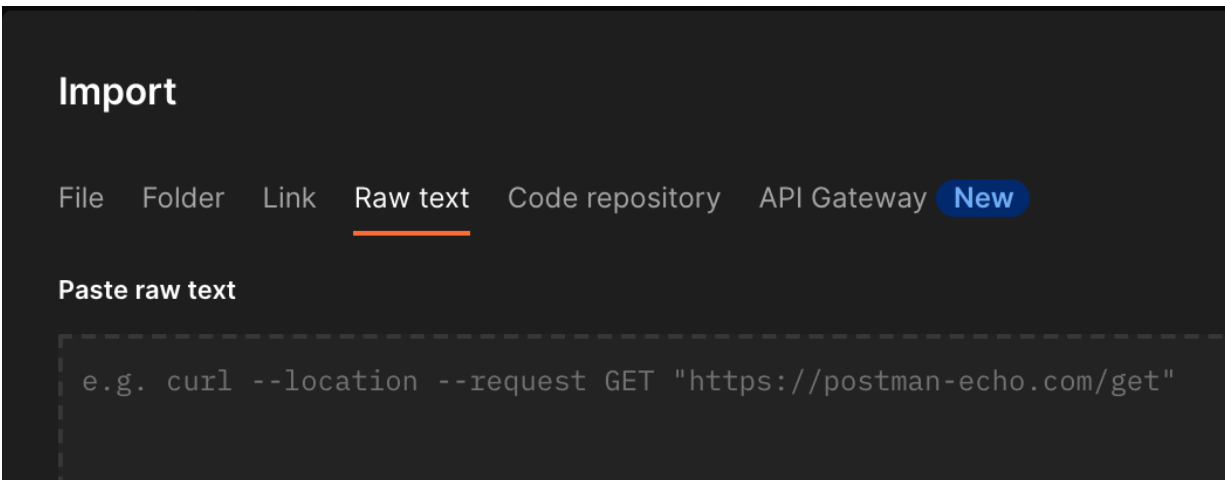 Import
File Folder Link Raw text Code repository API Gateway New
Paste raw text
e.g. curl --location --request GET "https://postman-echo.com/get"